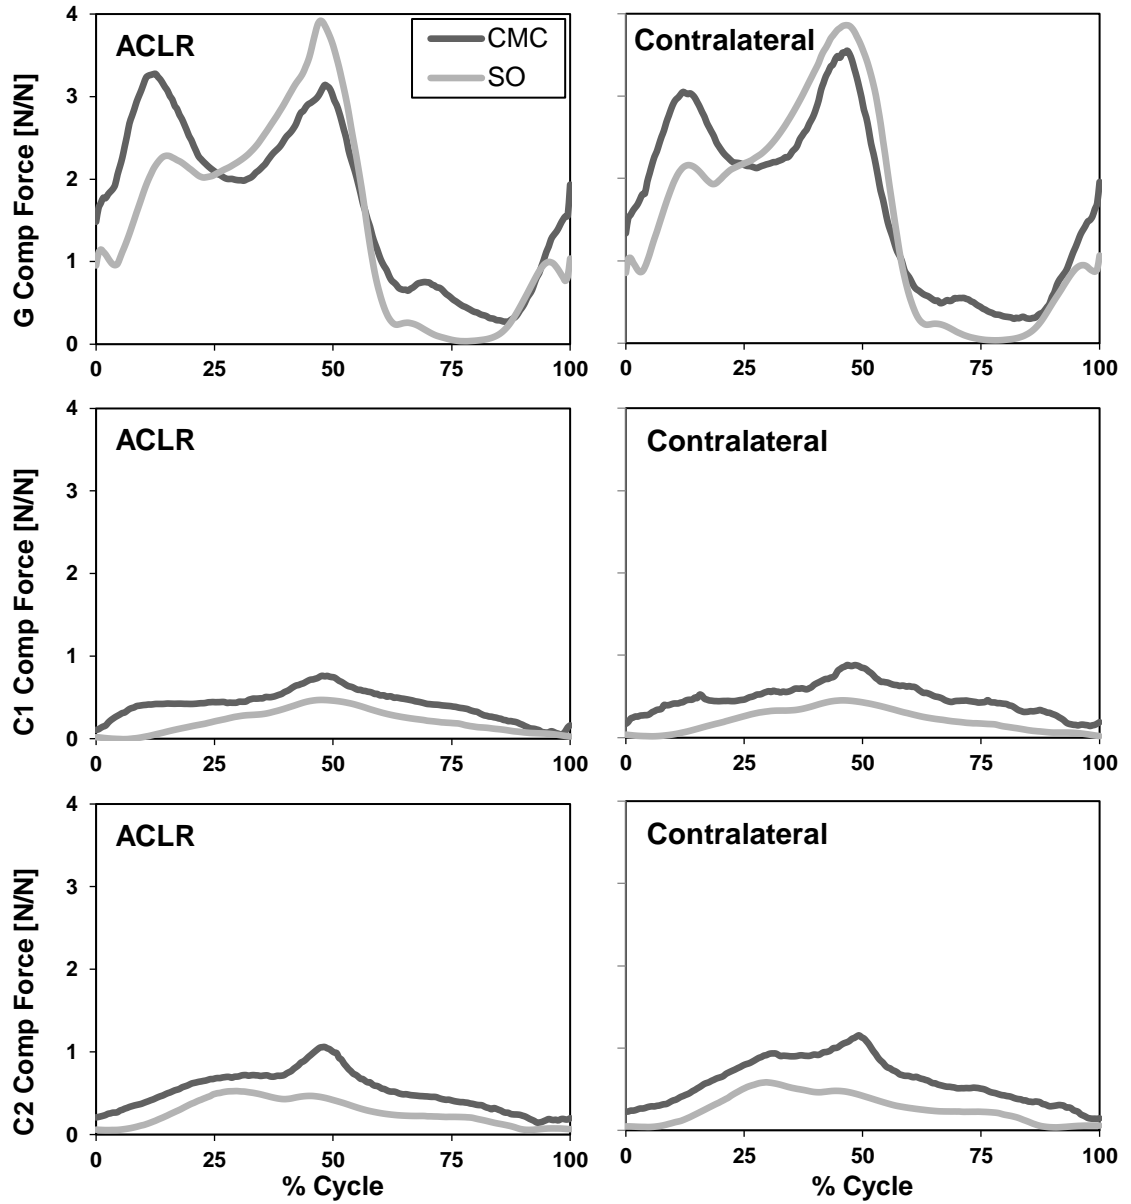 ACLR
CMC
SO
Contralateral
G Comp Force [N/N]
4
3
2
1
0
0 25 50 75 100
0 25 50 75 100
ACLR
Contralateral
C1 Comp Force [N/N]
4
3
2
1
0
0 25 50 75 100
0 25 50 75 100
ACLR
Contralateral
C2 Comp Force [N/N]
4
3
2
1
0
0 25 50 75 100
0 25 50 75 100
% Cycle
% Cycle